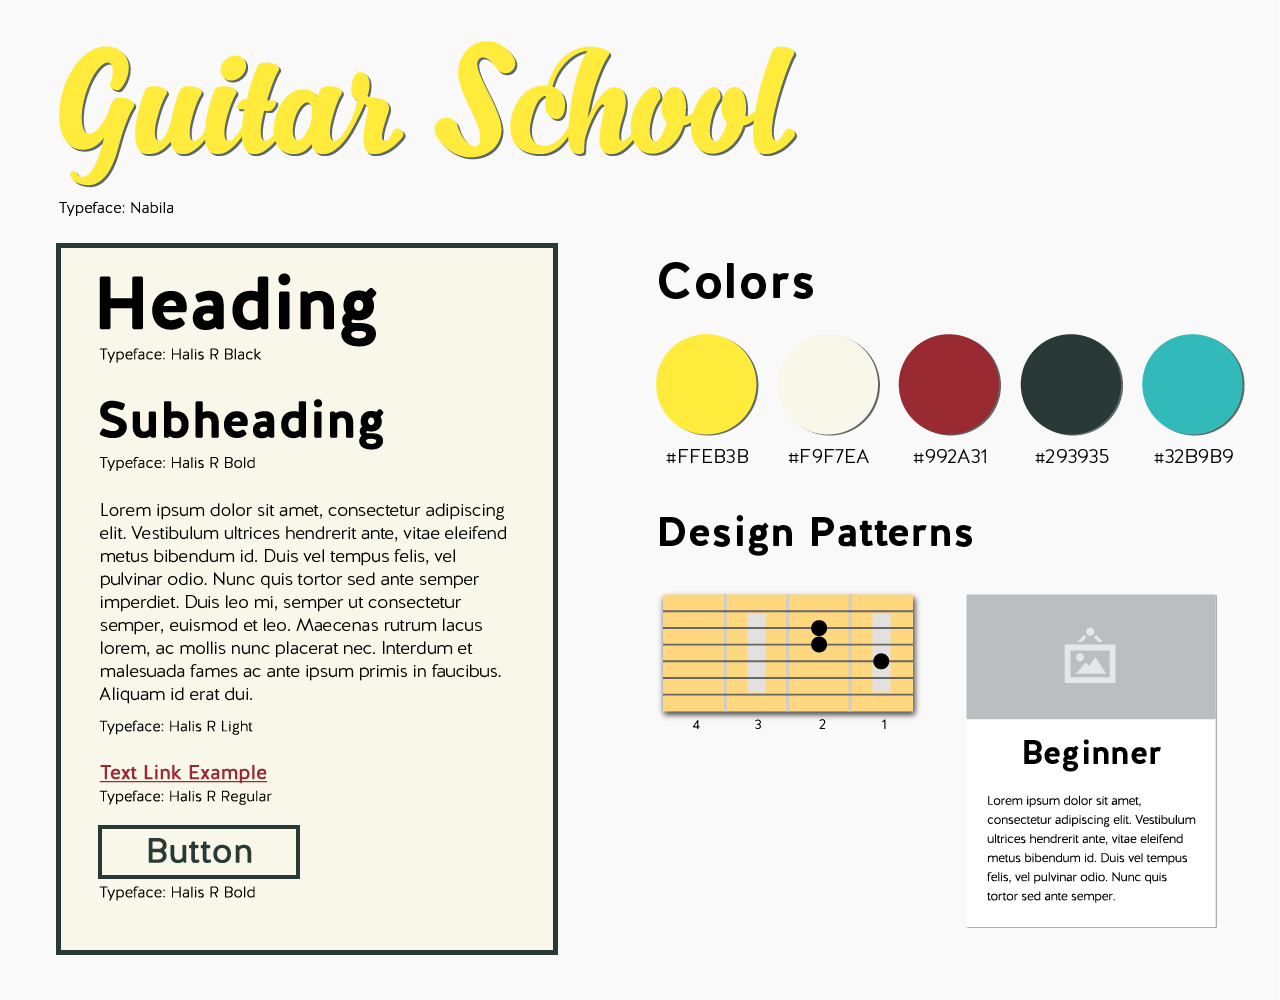 Guitar School
Typeface: Nabila
Heading
Typeface: Halis R Black
Subheading
Typeface: Halis R Bold
Lorem ipsum dolor sit amet, consectetur adipiscing
elit. Vestibulum ultrices hendrerit ante, vitae eleifend
metus bibendum id. Duis vel tempus felis, vel
pulvinar odio. Nunc quis tortor sed ante semper
imperdiet. Duis leo mi, semper ut consectetur
semper, euismod et leo. Maecenas rutrum lacus
lorem, ac mollis nunc placerat nec. Interdum et
malesuada fames ac ante ipsum primis in faucibus.
Aliquam id erat dui.
Typeface: Halis R Light
Text Link Example
Typeface: Halis R Regular
Button
Typeface: Halis R Bold
Colors
#FFEB3B #F9F7EA #992A31 #293935 #32B9B9
Design Patterns
4 3 2 1
Beginner
Lorem ipsum dolor sit amet,
consectetur adipiscing elit. Vestibulum
ultrices hendrerit ante, vitae eleifend
metus bibendum id. Duis vel tempus
felis, vel pulvinar odio. Nunc quis
tortor sed ante semper.